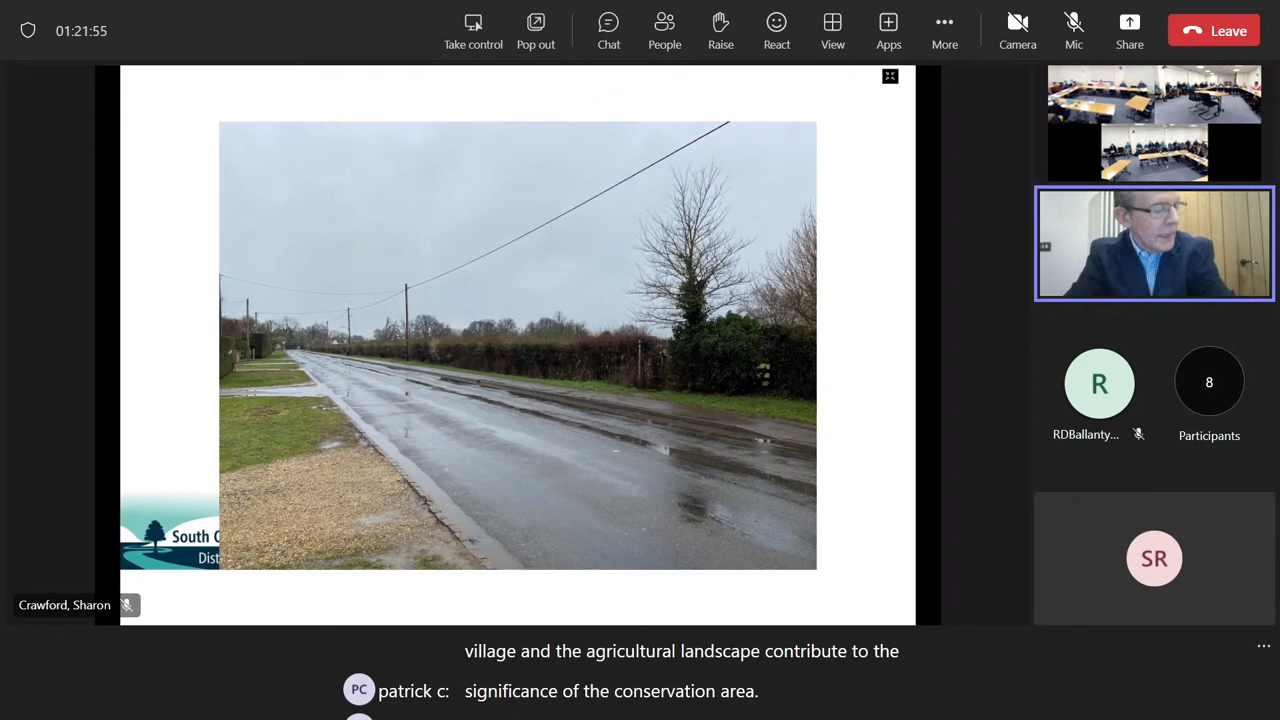 01:21:55
Take control
Pop out
Chat
People
Raise
React
View
Apps
More
Camera
Mic
Share
Leave
R
RDBallanty...
8
Participants
SR
South C
Dist
Crawford, Sharon
village and the agricultural landscape contribute to the
PC patrick c: significance of the conservation area.